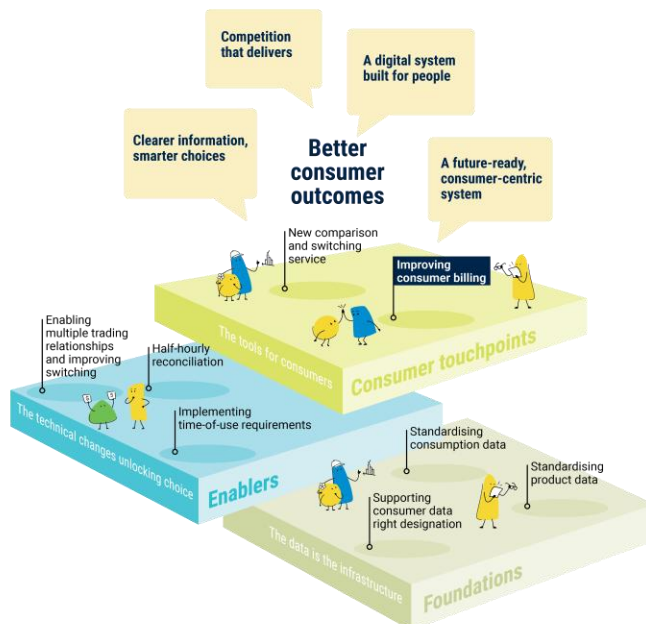 Competition
that delivers
A digital system
built for people
Clearer information,
smarter choices
Better
consumer
outcomes
A future-ready,
consumer-centric
system
New comparison
and switching
service
Improving
consumer billing
The tools for consumers
Consumer touchpoints
Enabling
multiple trading
relationships
and improving
switching
Half-hourly
reconciliation
Implementing
time-of-use requirements
The technical changes unlocking choice
Enablers
Standardising
consumption data
Standardising
product data
Supporting
consumer data
right designation
The data is the infrastructure
Foundations